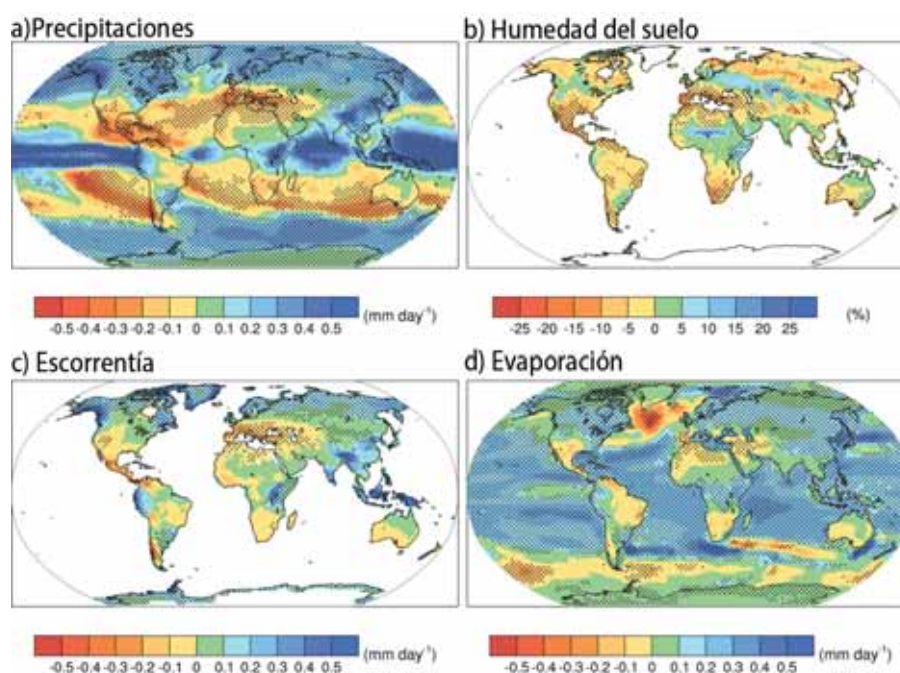 a)Precipitaciones
b) Humedad del suelo
-0.5 -0.4 -0.3 -0.2 -0.1 0 0.1 0.2 0.3 0.4 0.5 (mm day⁻¹)
-25 -20 -15 -10 -5 0 5 10 15 20 25 (%)
c) Escorrentía
d) Evaporación
-0.5 -0.4 -0.3 -0.2 -0.1 0 0.1 0.2 0.3 0.4 0.5 (mm day⁻¹)
-0.5 -0.4 -0.3 -0.2 -0.1 0 0.1 0.2 0.3 0.4 0.5 (mm day⁻¹)